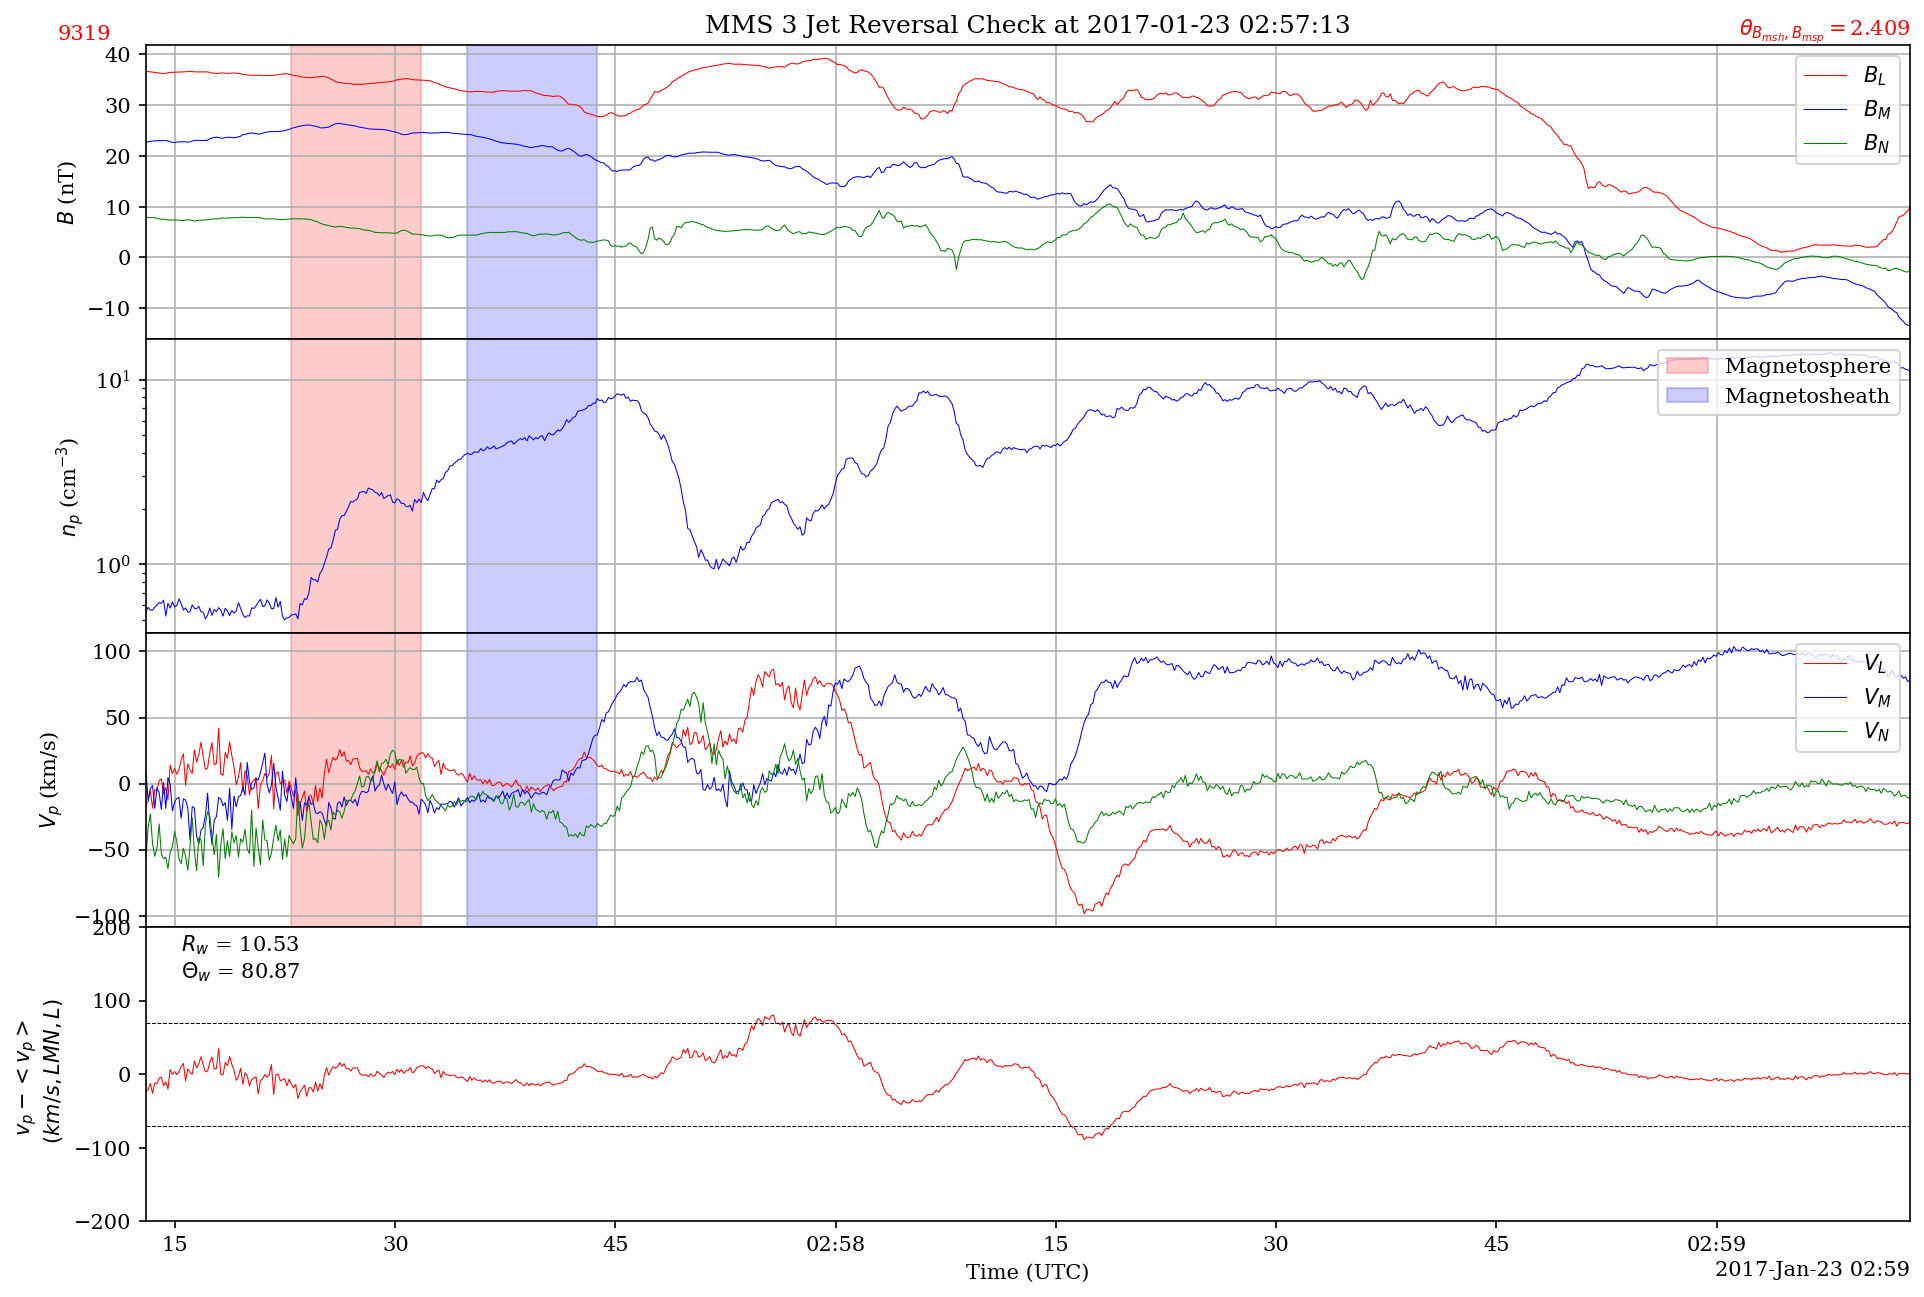 MMS 3 Jet Reversal Check at 2017-01-23 02:57:13
9319
θ_{B_{msh}, B_{msp}} = 2.409
40
30
20
10
0
−10
B (nT)
B_L
B_M
B_N
10^1
10^0
n_p (cm^{−3})
Magnetosphere
Magnetosheath
100
50
0
−50
−100
V_p (km/s)
V_L
V_M
V_N
200
100
0
−100
−200
v_p − < v_p >
(km/s, LMN, L)
R_w = 10.53
Θ_w = 80.87
15 30 45 02:58 15 30 45 02:59
Time (UTC)
2017-Jan-23 02:59